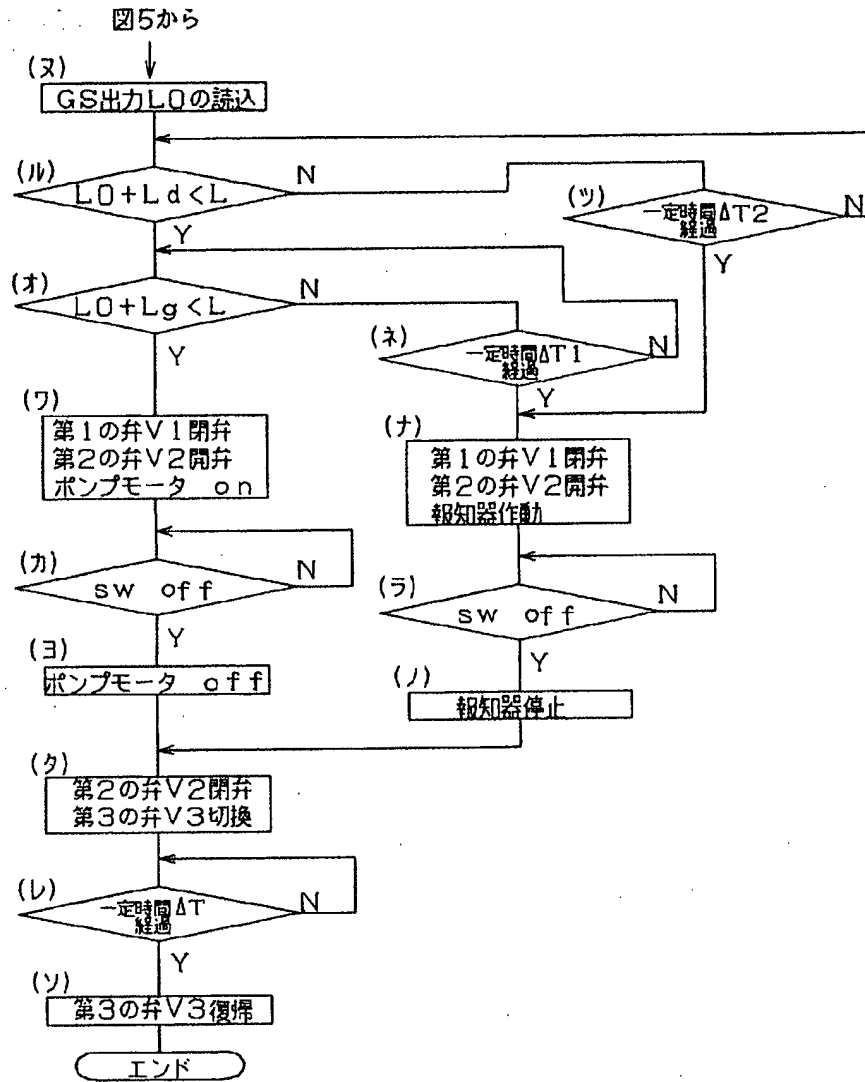 図5から
(ヌ)
GS出力L0の読込
(ル)
L0+Ld<L
N
Y
(ツ)
一定時間ΔT2
経過
N
Y
(オ)
L0+Lg<L
N
Y
(ネ)
一定時間ΔT1
経過
N
Y
(ワ)
第1の弁V1閉弁
第2の弁V2開弁
ポンプモータ on
(ナ)
第1の弁V1閉弁
第2の弁V2開弁
報知器作動
(カ)
sw off
N
Y
(ラ)
sw off
N
Y
(ヨ)
ポンプモータ off
(ノ)
報知器停止
(タ)
第2の弁V2閉弁
第3の弁V3切換
(レ)
一定時間ΔT
経過
N
Y
(ソ)
第3の弁V3復帰
エンド